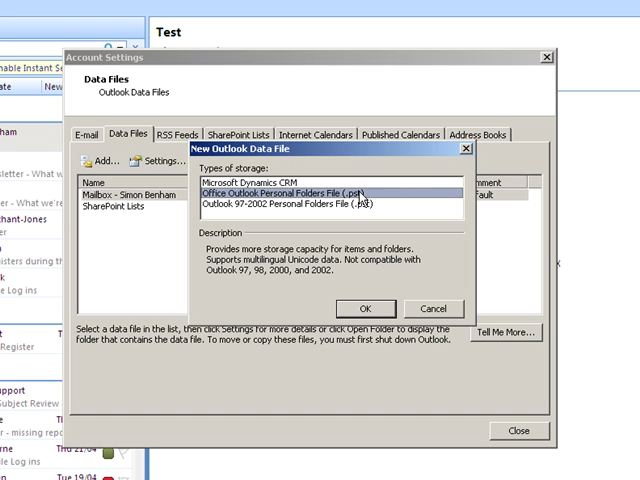 Test
Account Settings
Data Files
Outlook Data Files
nable Instant Se
ate
New
E-mail
Data Files
RSS Feeds
SharePoint Lists
Internet Calendars
Published Calendars
Address Books
Add...
Settings...
Name
mment
Mailbox - Simon Benham
fault
SharePoint Lists
New Outlook Data File
Types of storage:
Microsoft Dynamics CRM
Office Outlook Personal Folders File (.pst)
Outlook 97-2002 Personal Folders File (.pst)
Description
Provides more storage capacity for items and folders.
Supports multilingual Unicode data. Not compatible with
Outlook 97, 98, 2000, and 2002.
OK
Cancel
Select a data file in the list, then click Settings for more details or click Open Folder to display the
folder that contains the data file. To move or copy these files, you must first shut down Outlook.
Tell Me More...
Close
ham
sletter - What w
er - What we're
hant-Jones
isters during th
k
e Log ins
t
Th
Register
pport
Th
Subject Review
e
Th
r - missing repo
rne
Thu 21/04
ile Log ins
n
Tue 19/04